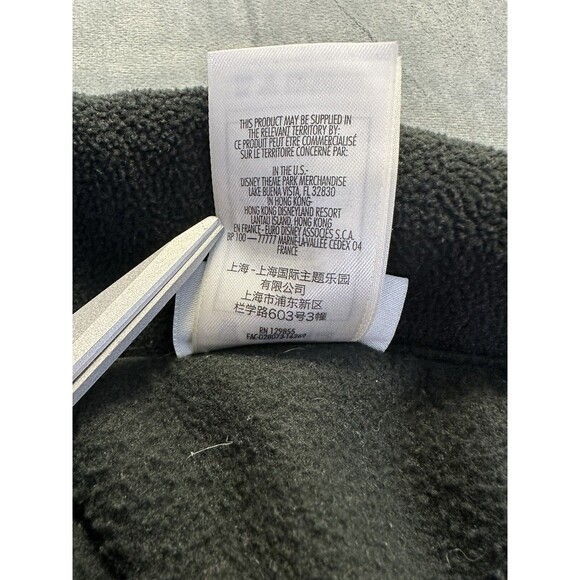 THIS PRODUCT MAY BE SUPPLIED IN
THE RELEVANT TERRITORY BY:
CE PRODUIT PEUT ÊTRE COMMERCIALISÉ
SUR LE TERRITOIRE CONCERNÉ PAR:
IN THE U.S.-
DISNEY THEME PARK MERCHANDISE
LAKE BUENA VISTA, FL 32830
IN HONG KONG-
HONG KONG DISNEYLAND RESORT
LANTAU ISLAND, HONG KONG
EN FRANCE - EURO DISNEY ASSOCIÉS S.C.A.
BP 100 - 77777 MARNE-LA-VALLÉE CEDEX 04
FRANCE
上海 - 上海国际主题乐园
有限公司
上海市浦东新区
栏学路603号3幢
RN 129855